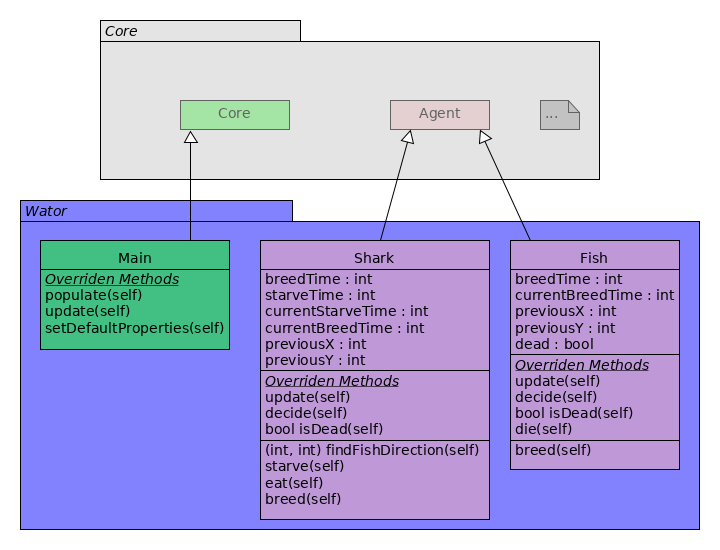 Core
Core
Agent
...
Wator
Main
Overriden Methods
populate(self)
update(self)
setDefaultProperties(self)
Shark
breedTime : int
starveTime : int
currentStarveTime : int
currentBreedTime : int
previousX : int
previousY : int
Overriden Methods
update(self)
decide(self)
bool isDead(self)
(int, int) findFishDirection(self)
starve(self)
eat(self)
breed(self)
Fish
breedTime : int
currentBreedTime : int
previousX : int
previousY : int
dead : bool
Overriden Methods
update(self)
decide(self)
bool isDead(self)
die(self)
breed(self)